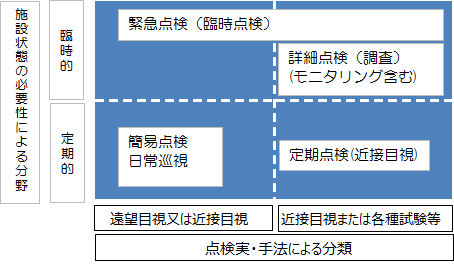 施設状態の必要性による分野
臨時的
緊急点検（臨時点検）
詳細点検（調査）
(モニタリング含む)
定期的
簡易点検
日常巡視
定期点検(近接目視)
遠望目視又は近接目視
近接目視または各種試験等
点検実・手法による分類